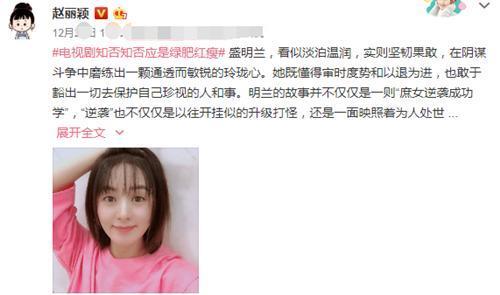 赵丽颖
12月2
#电视剧知否知否应是绿肥红瘦# 盛明兰，看似淡泊温润，实则坚韧果敢，在阴谋
斗争中磨练出一颗通透而敏锐的玲珑心。她既懂得审时度势和以退为进，也敢于
豁出一切去保护自己珍视的人和事。明兰的故事并不仅仅是一则“庶女逆袭成功
学”，“逆袭”也不仅仅是以往开挂似的升级打怪，还是一面映照着为人处世 ...
展开全文